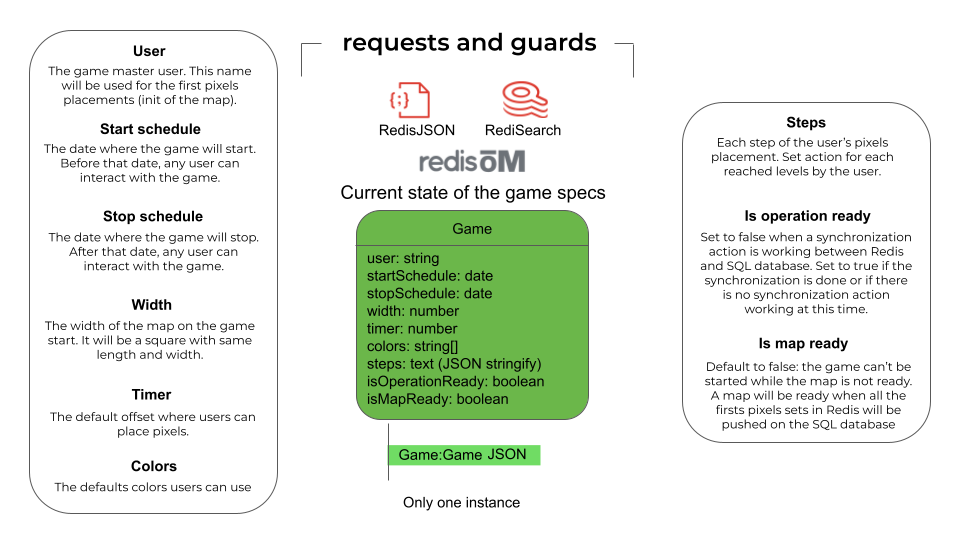 User
The game master user. This name
will be used for the first pixels
placements (init of the map).
Start schedule
The date where the game will start.
Before that date, any user can
interact with the game.
Stop schedule
The date where the game will stop.
After that date, any user can
interact with the game.
Width
The width of the map on the game
start. It will be a square with same
length and width.
Timer
The default offset where users can
place pixels.
Colors
The defaults colors users can use
requests and guards
{;}
RedisJSON
RediSearch
redisōM
Current state of the game specs
Game
user: string
startSchedule: date
stopSchedule: date
width: number
timer: number
colors: string[]
steps: text (JSON stringify)
isOperationReady: boolean
isMapReady: boolean
Game:Game JSON
Only one instance
Steps
Each step of the user's pixels
placement. Set action for each
reached levels by the user.
Is operation ready
Set to false when a synchronization
action is working between Redis
and SQL database. Set to true if the
synchronization is done or if there
is no synchronization action
working at this time.
Is map ready
Default to false: the game can't be
started while the map is not ready.
A map will be ready when all the
firsts pixels sets in Redis will be
pushed on the SQL database